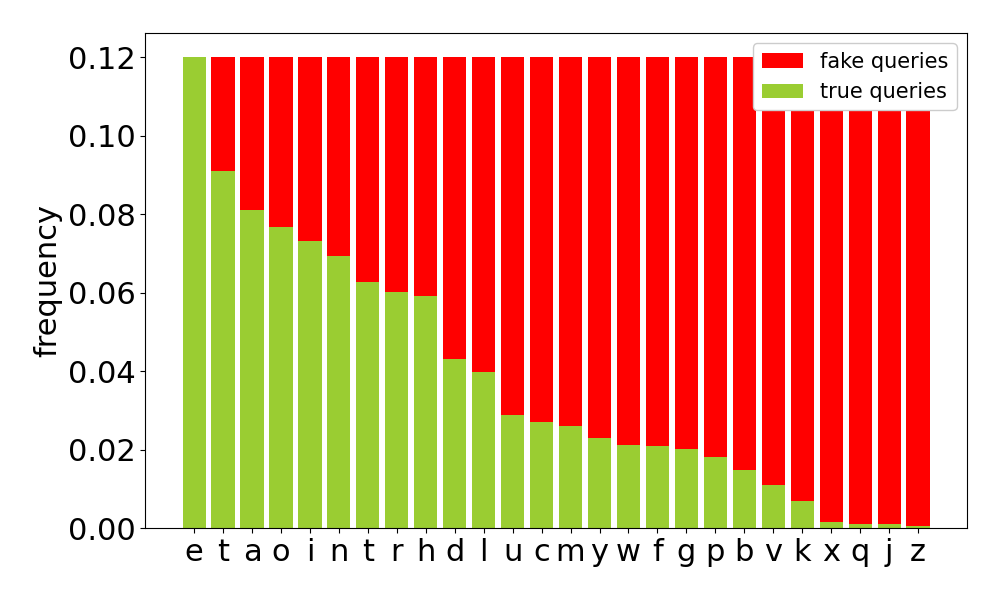 fake queries
true queries
frequency
0.12
0.10
0.08
0.06
0.04
0.02
0.00
e t a o i n t r h d l u c m y w f g p b v k x q j z